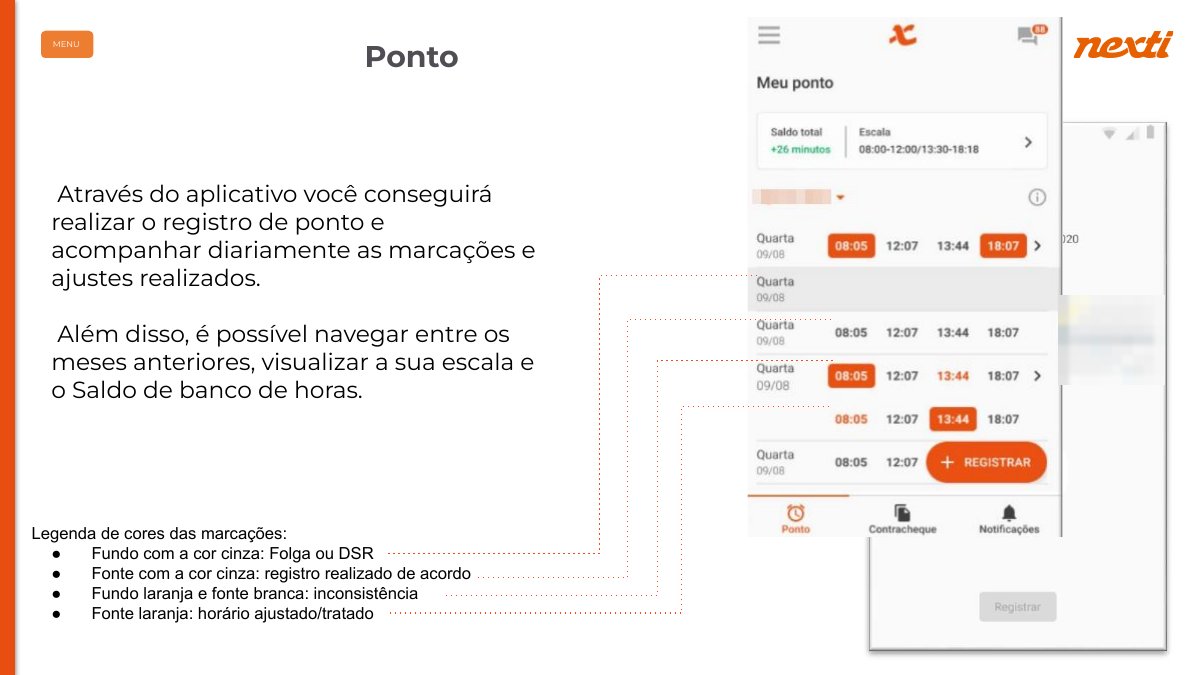 MENU
Ponto
nexti
Através do aplicativo você conseguirá
realizar o registro de ponto e
acompanhar diariamente as marcações e
ajustes realizados.
Além disso, é possível navegar entre os
meses anteriores, visualizar a sua escala e
o Saldo de banco de horas.
Legenda de cores das marcações:
● Fundo com a cor cinza: Folga ou DSR
● Fonte com a cor cinza: registro realizado de acordo
● Fundo laranja e fonte branca: inconsistência
● Fonte laranja: horário ajustado/tratado
88
Meu ponto
Saldo total
+26 minutos
Escala
08:00-12:00/13:30-18:18
Quarta 08:05 12:07 13:44 18:07
09/08
Quarta
09/08
Quarta 08:05 12:07 13:44 18:07
09/08
Quarta 08:05 12:07 13:44 18:07
09/08
08:05 12:07 13:44 18:07
Quarta 08:05 12:07
09/08
+ REGISTRAR
Ponto Contracheque Notificações
020
Registrar